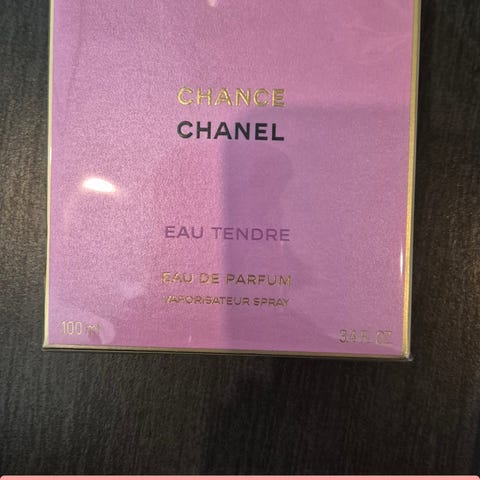 CHANCE
CHANEL
EAU TENDRE
EAU DE PARFUM
VAPORISATEUR SPRAY
100 ml
3.4 FL. OZ.